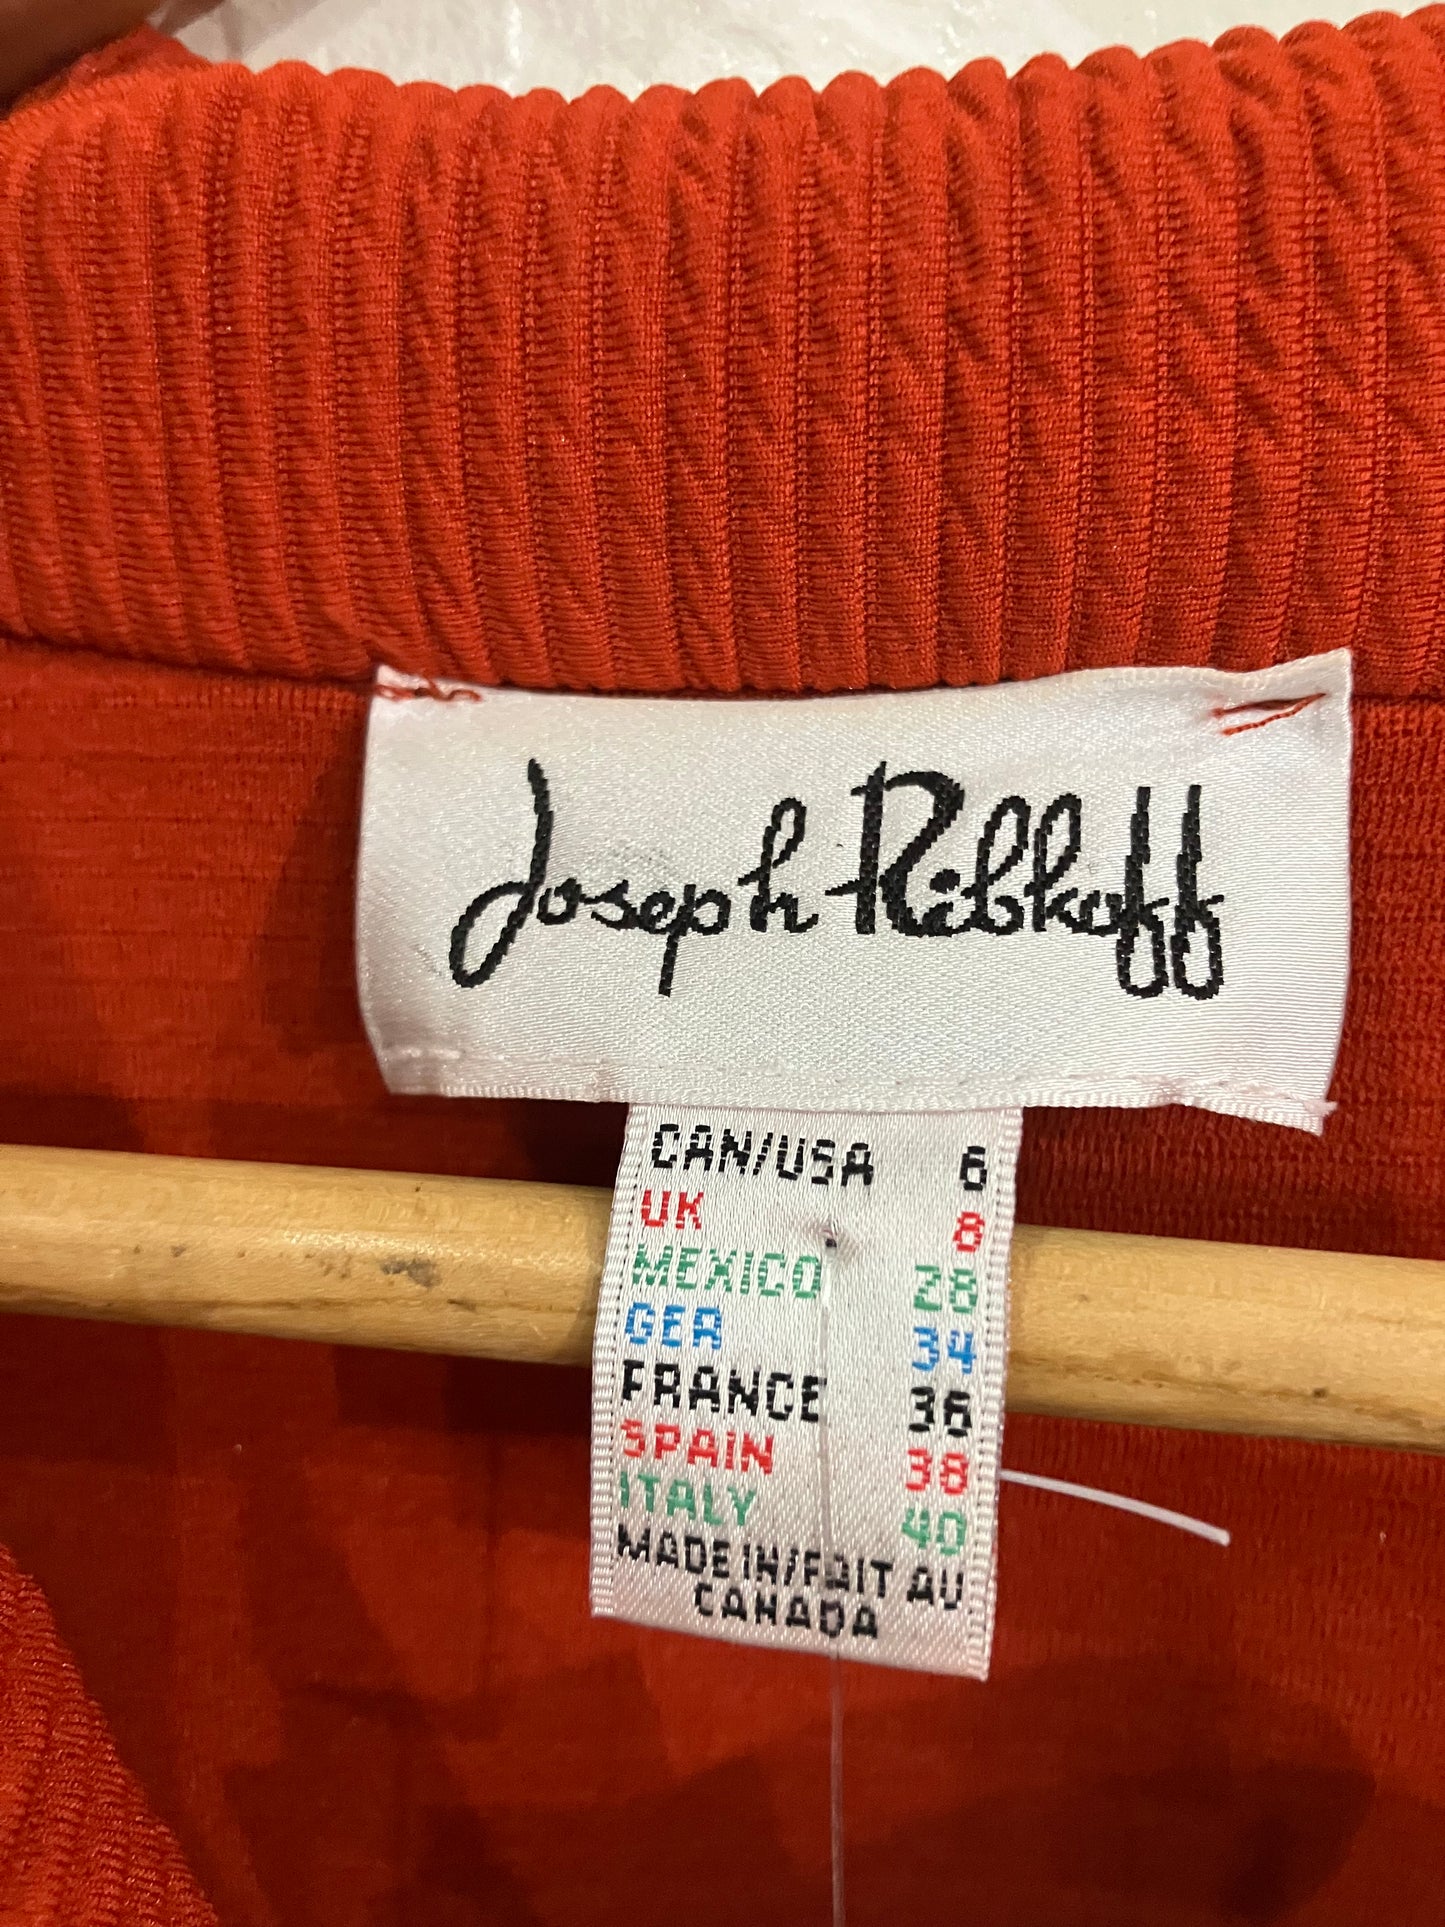 Joseph Ribkoff
CAN/USA 6
UK 8
MEXICO 28
GER 34
FRANCE 36
SPAIN 38
ITALY 40
MADE IN/FAIT AU
CANADA